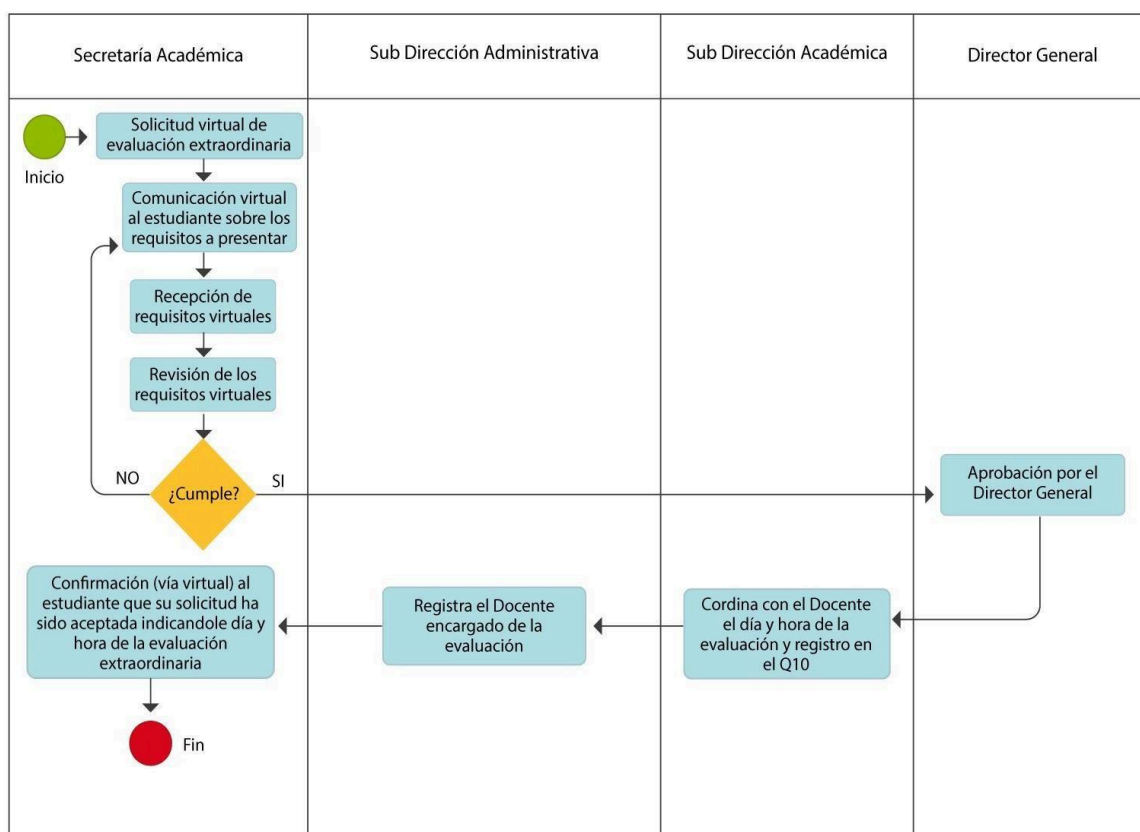 Secretaría Académica
Sub Dirección Administrativa
Sub Dirección Académica
Director General
Inicio
Solicitud virtual de
evaluación extraordinaria
Comunicación virtual
al estudiante sobre los
requisitos a presentar
Recepción de
requisitos virtuales
Revisión de los
requisitos virtuales
NO
¿Cumple?
SI
Aprobación por el
Director General
Cordina con el Docente
el día y hora de la
evaluación y registro en
el Q10
Registra el Docente
encargado de la
evaluación
Confirmación (vía virtual) al
estudiante que su solicitud ha
sido aceptada indicandole día y
hora de la evaluación
extraordinaria
Fin